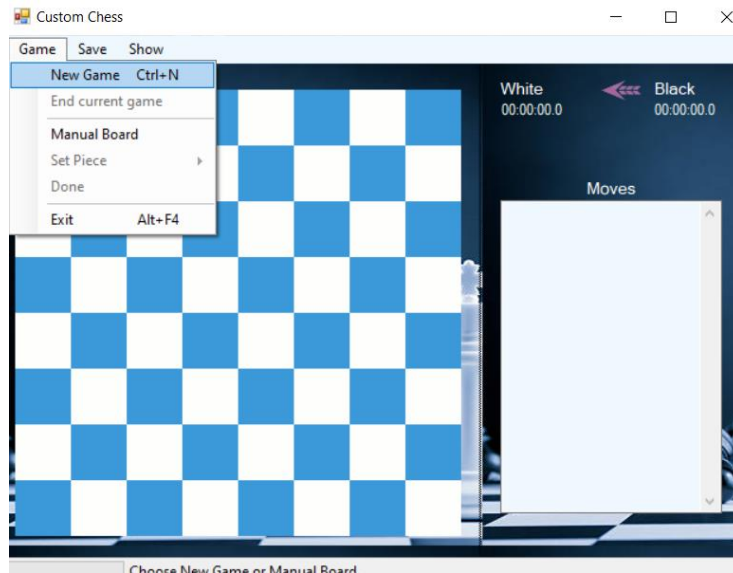 Custom Chess
Game Save Show
New Game Ctrl+N
End current game
Manual Board
Set Piece
Done
Exit Alt+F4
White Black
00:00:00.0 00:00:00.0
Moves
Choose New Game or Manual Board